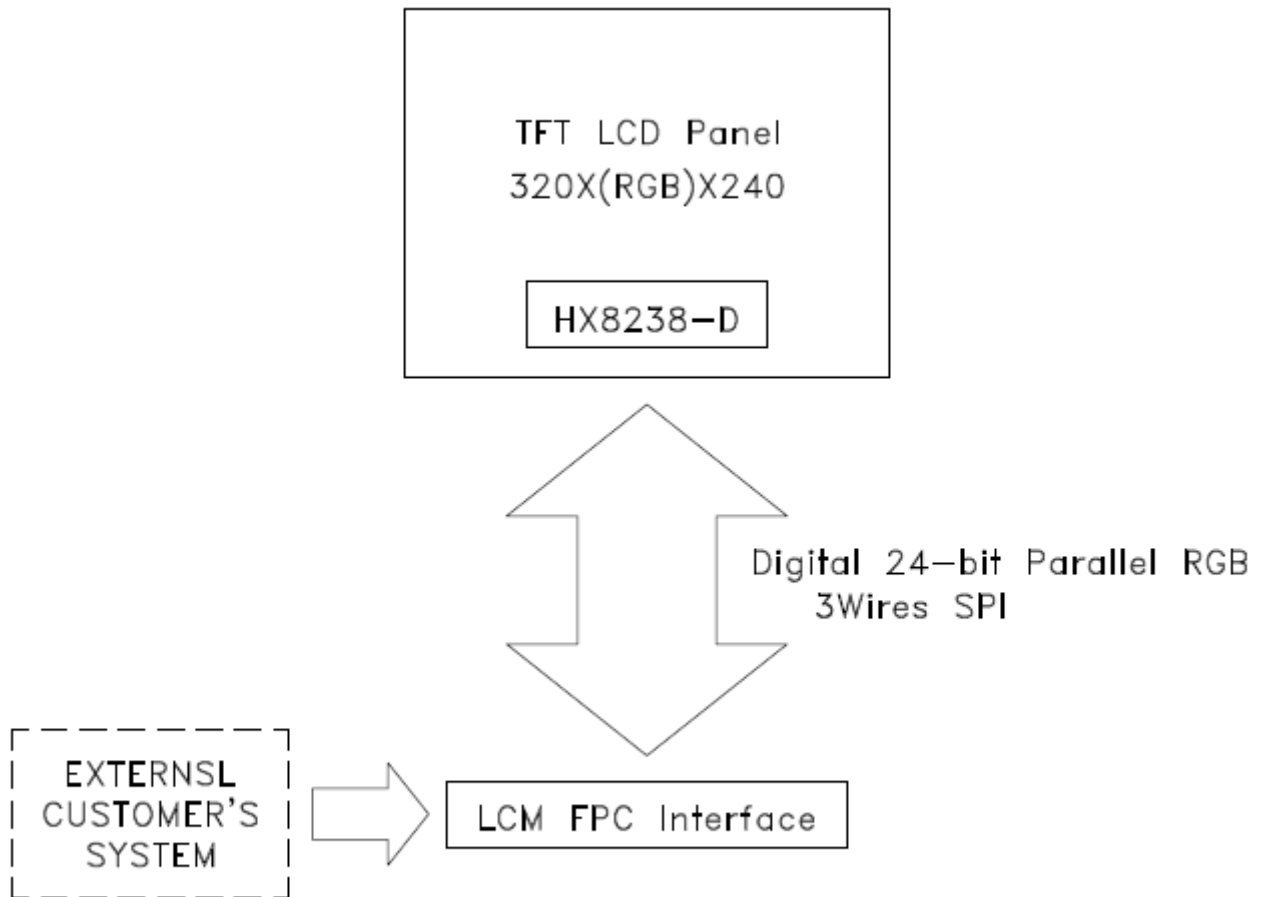 TFT LCD Panel
320X(RGB)X240
HX8238-D
Digital 24-bit Parallel RGB
3Wires SPI
EXTERNSL
CUSTOMER'S
SYSTEM
LCM FPC Interface